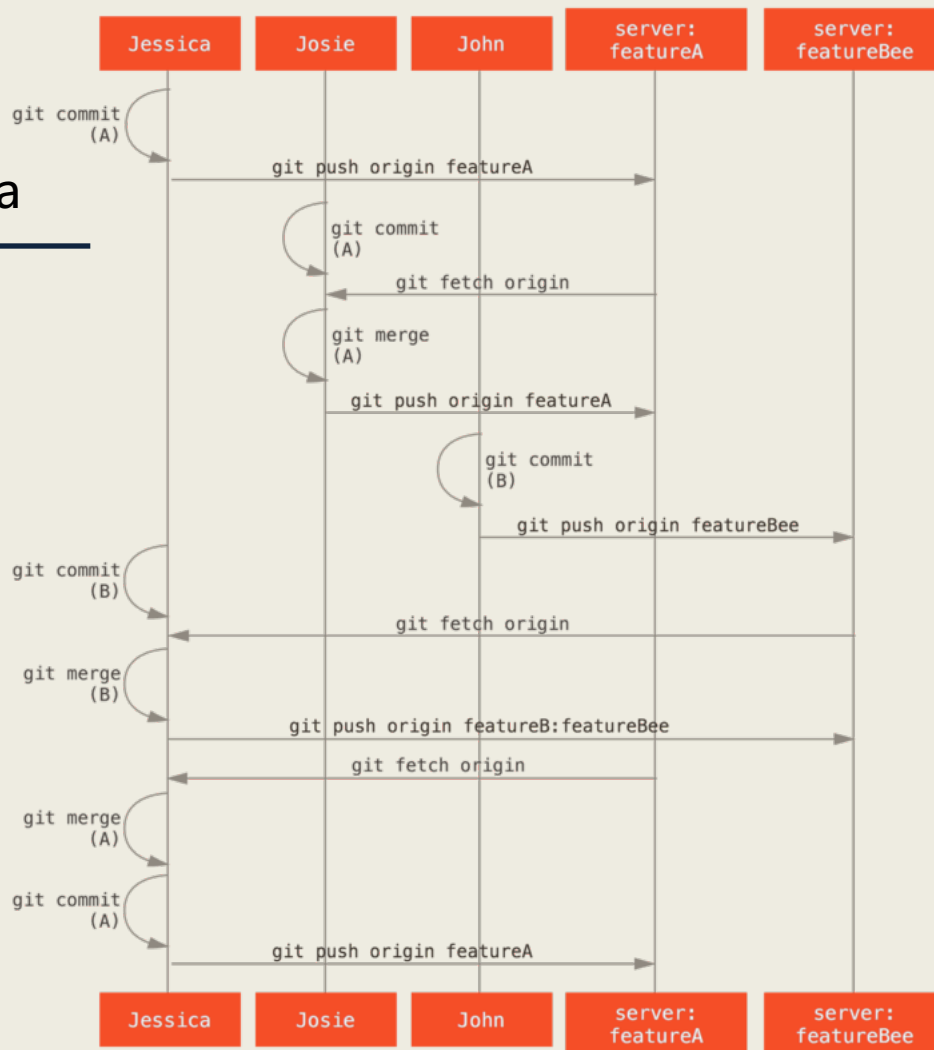 Jessica
Josie
John
server:
featureA
server:
featureBee
git commit
(A)
git push origin featureA
a
git commit
(A)
git fetch origin
git merge
(A)
git push origin featureA
git commit
(B)
git push origin featureBee
git commit
(B)
git fetch origin
git merge
(B)
git push origin featureB:featureBee
git fetch origin
git merge
(A)
git commit
(A)
git push origin featureA
Jessica
Josie
John
server:
featureA
server:
featureBee